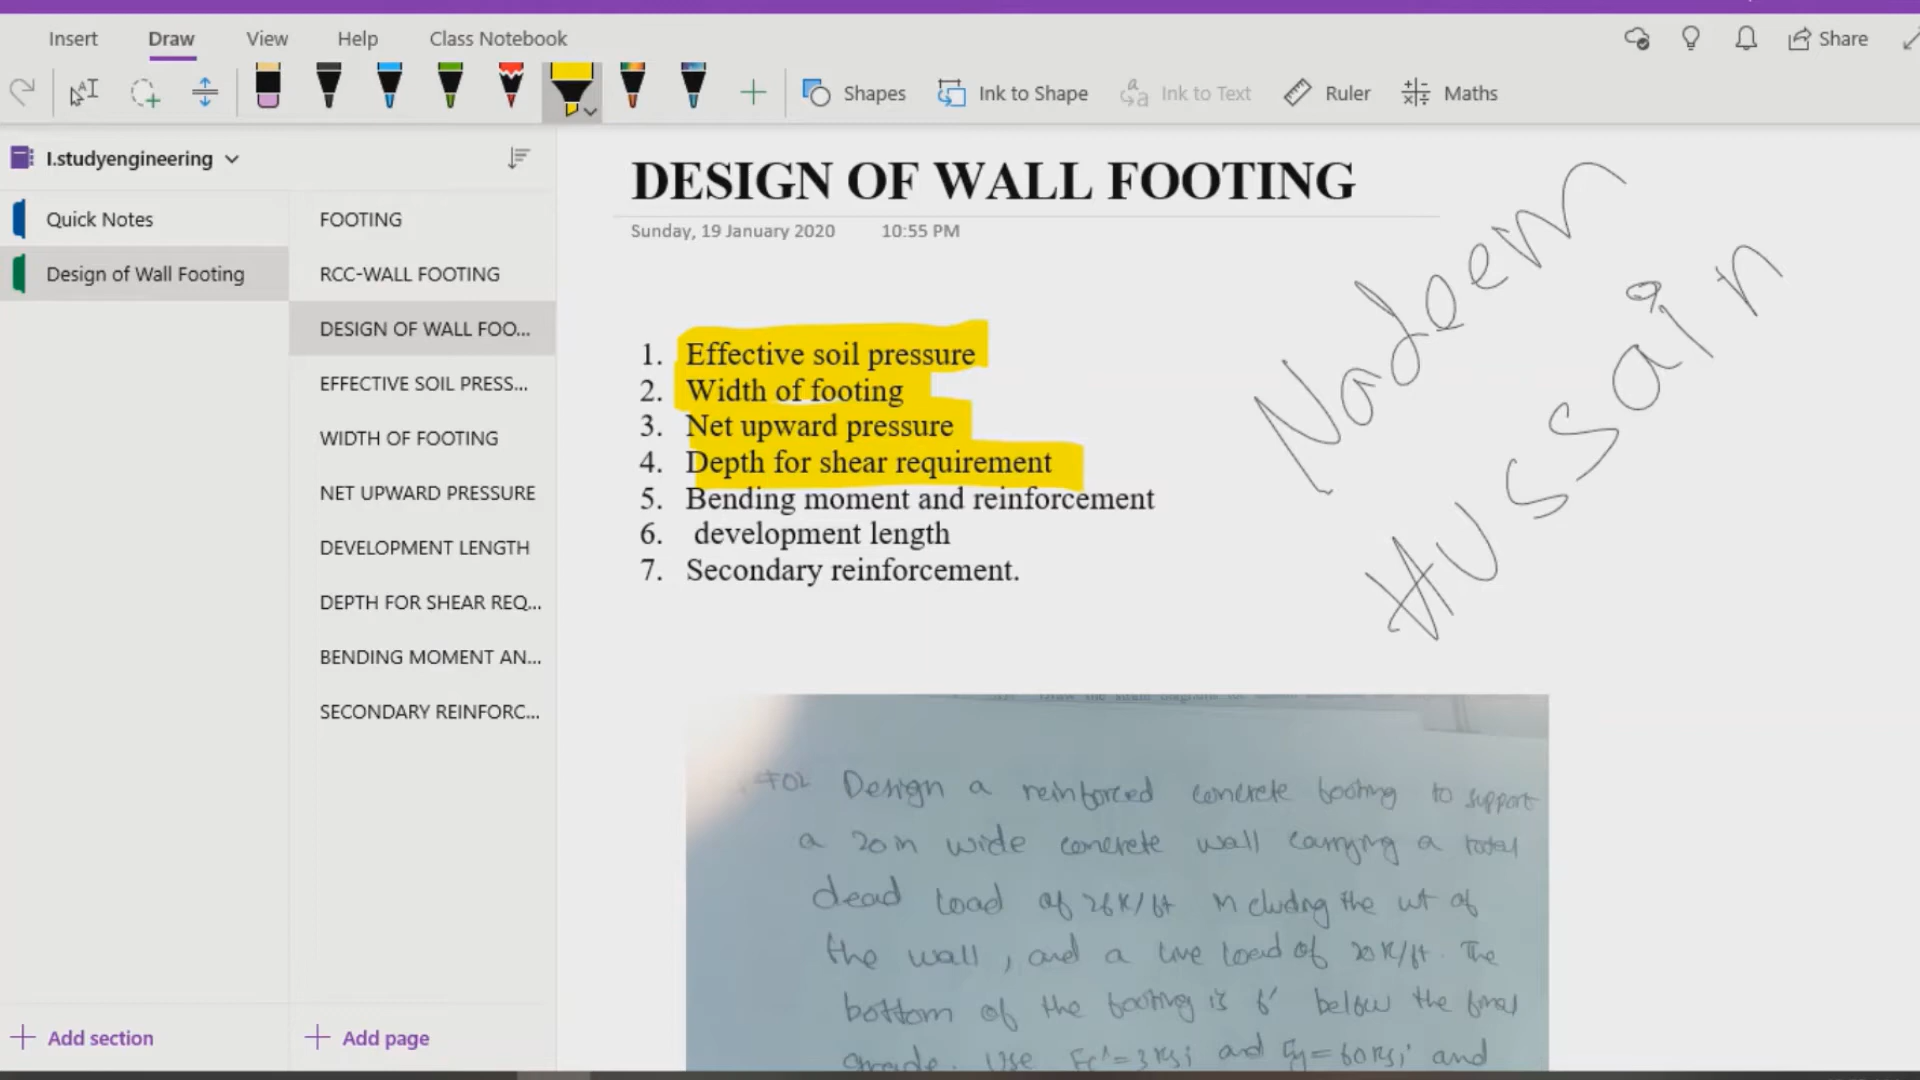 Insert Draw View Help Class Notebook Share
Shapes Ink to Shape Ink to Text Ruler Maths
I.studyengineering
Quick Notes
Design of Wall Footing
Add section
FOOTING
RCC-WALL FOOTING
DESIGN OF WALL FOO...
EFFECTIVE SOIL PRESS...
WIDTH OF FOOTING
NET UPWARD PRESSURE
DEVELOPMENT LENGTH
DEPTH FOR SHEAR REQ...
BENDING MOMENT AN...
SECONDARY REINFORC...
Add page
DESIGN OF WALL FOOTING
Sunday, 19 January 2020 10:55 PM
1. Effective soil pressure
2. Width of footing
3. Net upward pressure
4. Depth for shear requirement
5. Bending moment and reinforcement
6. development length
7. Secondary reinforcement.
Nadeem
Hussain
Design a reinforced concrete footing to support
a 20in wide concrete wall carrying a total
dead load of 26K/ft including the wt of
the wall, and a live load of 20K/ft. The
bottom of the footing is 6' below the final
grade. Use Fc'=3Ksi and Fy=60Ksi and